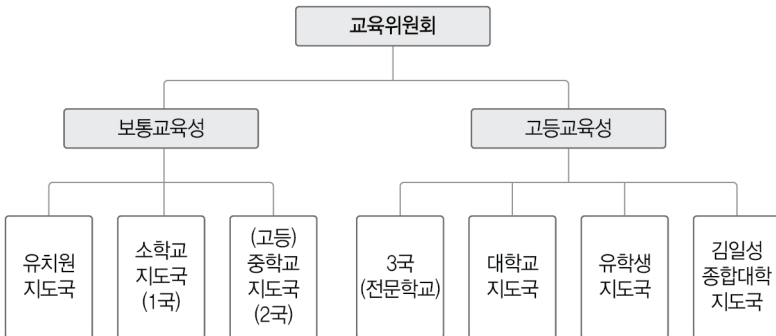 교육위원회
보통교육성
고등교육성
유치원
지도국
소학교
지도국
(1국)
(고등)
중학교
지도국
(2국)
3국
(전문학교)
대학교
지도국
유학생
지도국
김일성
종합대학
지도국